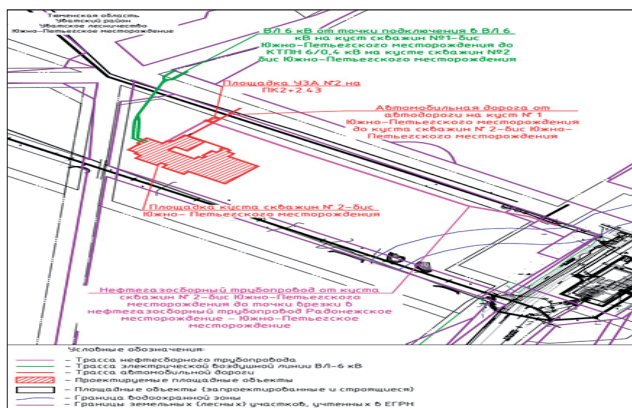 Тюменская область
Уватский район
Уватское лесничество
Южно-Петьегское месторождение
ВЛ 6 кВ от точки подключения в ВЛ 6
кВ на куст скважин №1-бис
Южно-Петьегского месторождения до
КТПН 6/0,4 кВ на кусте скважин №2
бис Южно-Петьегского месторождения
Площадка УЗА №2 на
ПК2+2.43
Автомобильная дорога от
автодороги на куст № 1
Южно-Петьегского месторождения
до куста скважин № 2-бис Южно-
Петьегского месторождения
Площадка куста скважин № 2-бис
Южно- Петьегского месторождения
Нефтегазосборный трубопровод от куста
скважин № 2-бис Южно-Петьегского
месторождения до точки врезки в
нефтегазосборный трубопровод Радонежское
месторождение - Южно-Петьегское
месторождение
Условные обозначения:
- Трасса нефтесборного трубопровода
- Трасса электрической воздушной линии ВЛ-6 кВ
- Трасса автомобильной дороги
- Проектируемые площадные объекты
- Площадные объекты (запроектированные и строящиеся)
- Граница водоохранной зоны
- Границы земельных (лесных) участков, учтенных в ЕГРН